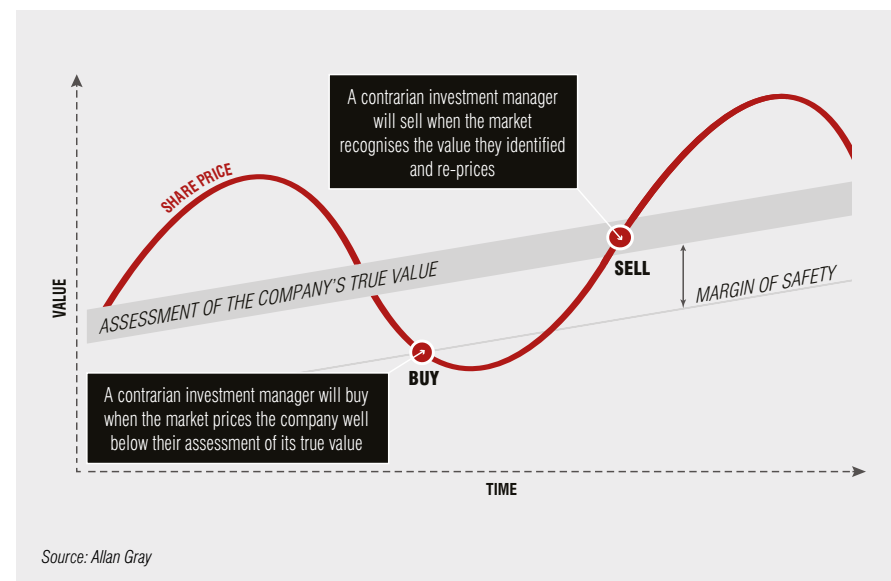 A contrarian investment manager
will sell when the market
recognises the value they identified
and re-prices
SHARE PRICE
VALUE
ASSESSMENT OF THE COMPANY'S TRUE VALUE
SELL
MARGIN OF SAFETY
BUY
A contrarian investment manager will buy
when the market prices the company well
below their assessment of its true value
TIME
Source: Allan Gray